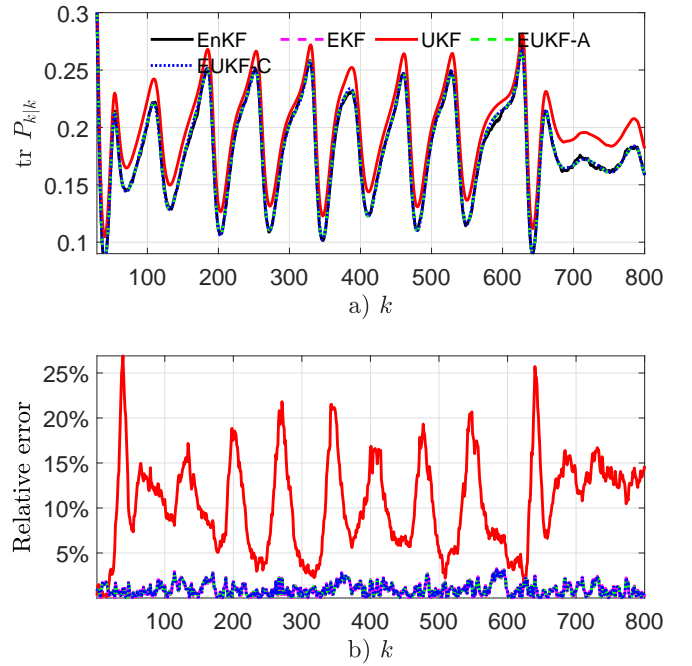 0.3
EnKF EKF UKF EUKF-A
EUKF-C
0.25
0.2
0.15
0.1
tr P_{k|k}
100 200 300 400 500 600 700 800
a) k
25%
20%
15%
10%
5%
Relative error
100 200 300 400 500 600 700 800
b) k